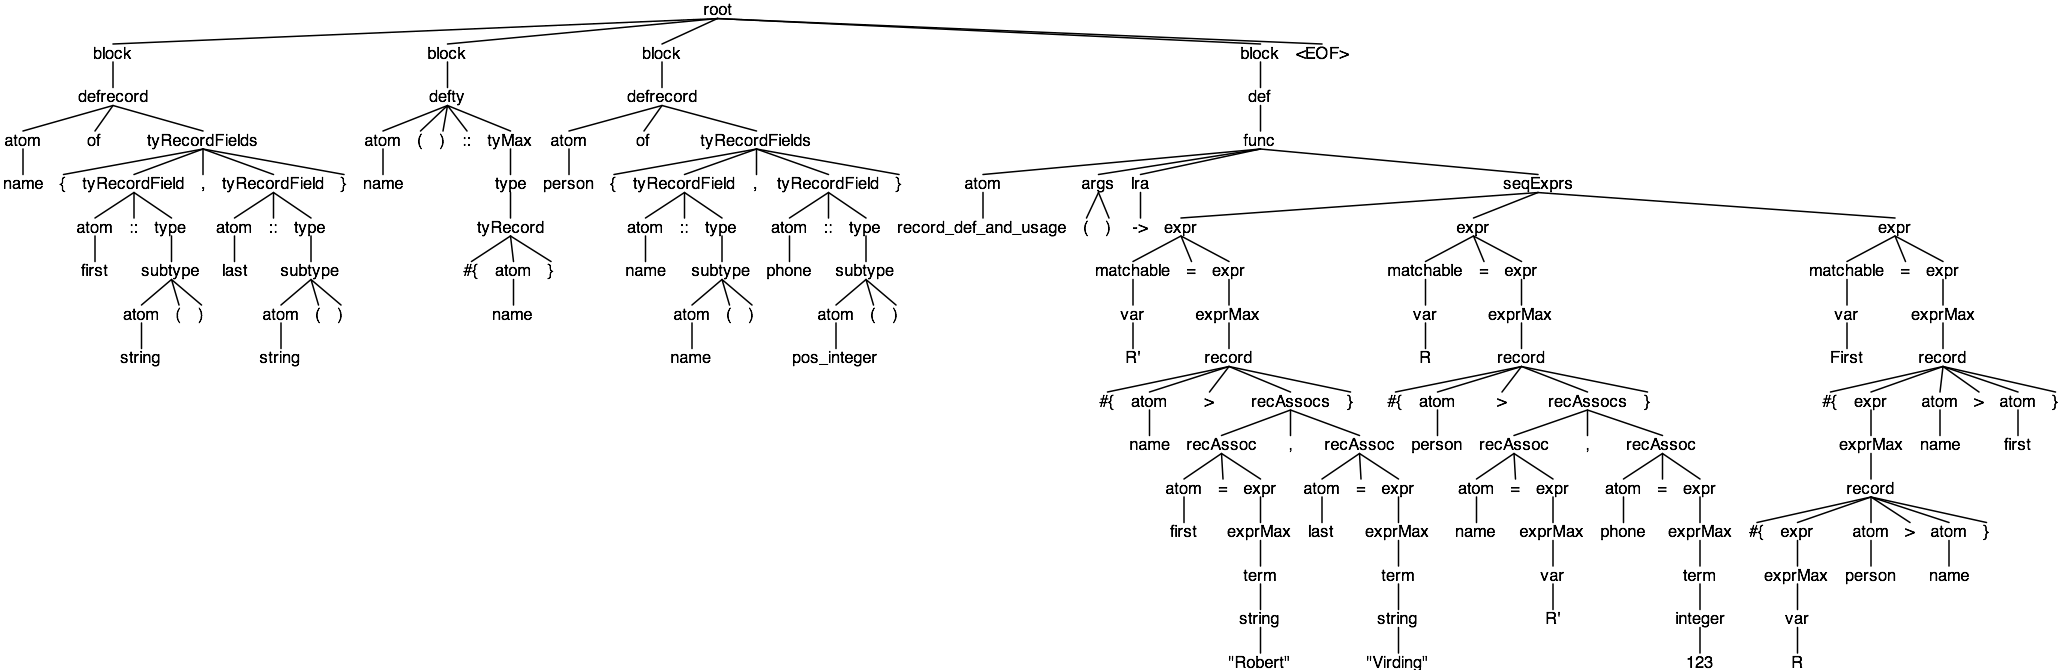 root
block block block block <EOF>
defrecord defty defrecord def
atom of tyRecordFields atom ( ) :: tyMax atom of tyRecordFields func
name { tyRecordField , tyRecordField } name type person { tyRecordField , tyRecordField } atom args lra seqExprs
atom :: type atom :: type tyRecord atom :: type atom :: type record_def_and_usage ( ) -> expr expr expr
first subtype last subtype #{ atom } name subtype phone subtype matchable = expr matchable = expr matchable = expr
atom ( ) atom ( ) name atom ( ) atom ( ) var exprMax var exprMax var exprMax
string string name pos_integer R' record R record First record
#{ atom > recAssocs } #{ atom > recAssocs } #{ expr atom > atom }
name recAssoc , recAssoc person recAssoc , recAssoc exprMax name first
atom = expr atom = expr atom = expr atom = expr record
first exprMax last exprMax name exprMax phone exprMax #{ expr atom > atom }
term term var term exprMax person name
string string R' integer var
"Robert" "Virding" 123 R